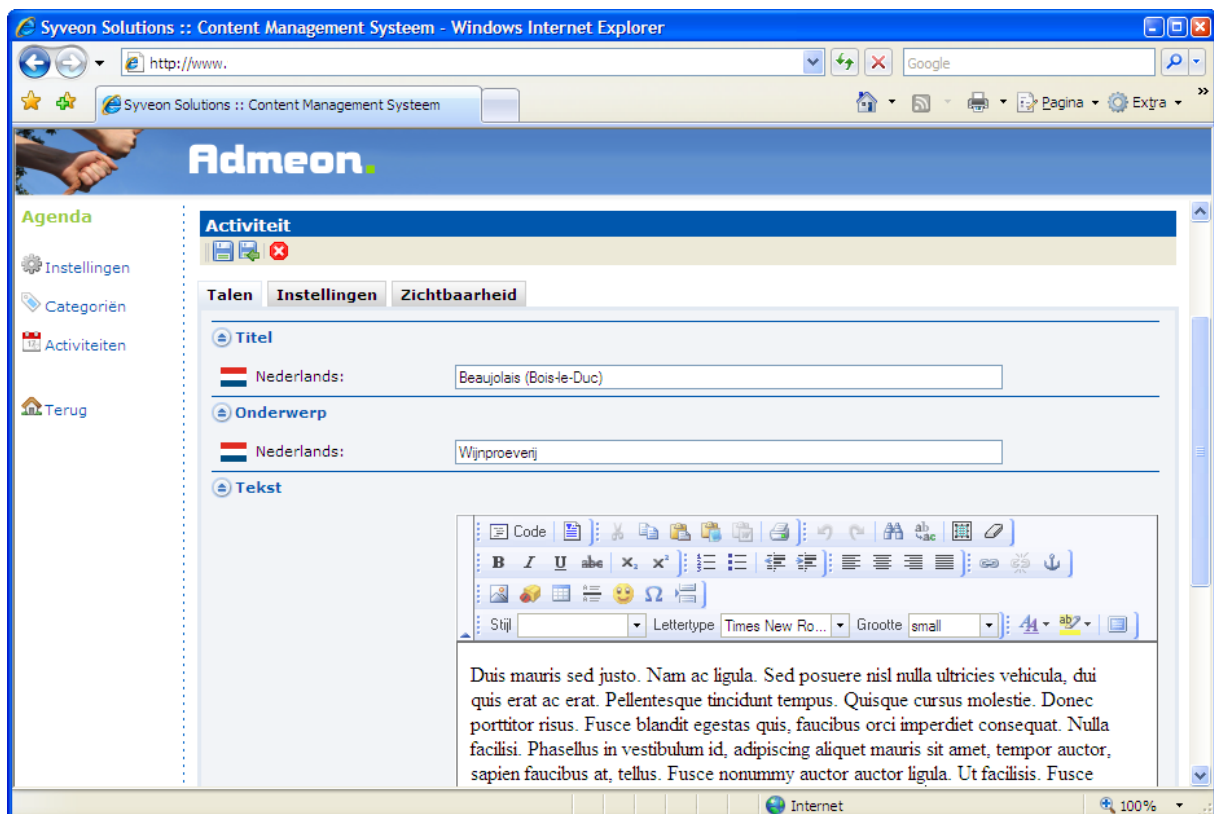 Syveon Solutions :: Content Management Systeem - Windows Internet Explorer
http://www.
Google
Syveon Solutions :: Content Management Systeem
Pagina
Extra
»
Admeon.
Agenda
Instellingen
Categoriën
Activiteiten
Terug
Activiteit
Talen Instellingen Zichtbaarheid
Titel
Nederlands: Beaujolais (Bois-le-Duc)
Onderwerp
Nederlands: Wijnproeverij
Tekst
Code
B I U abc x₂ x²
Stijl Lettertype Times New Ro... Grootte small
Duis mauris sed justo. Nam ac ligula. Sed posuere nisl nulla ultricies vehicula, dui
quis erat ac erat. Pellentesque tincidunt tempus. Quisque cursus molestie. Donec
porttitor risus. Fusce blandit egestas quis, faucibus orci imperdiet consequat. Nulla
facilisi. Phasellus in vestibulum id, adipiscing aliquet mauris sit amet, tempor auctor,
sapien faucibus at, tellus. Fusce nonummy auctor auctor ligula. Ut facilisis. Fusce
Internet
100%